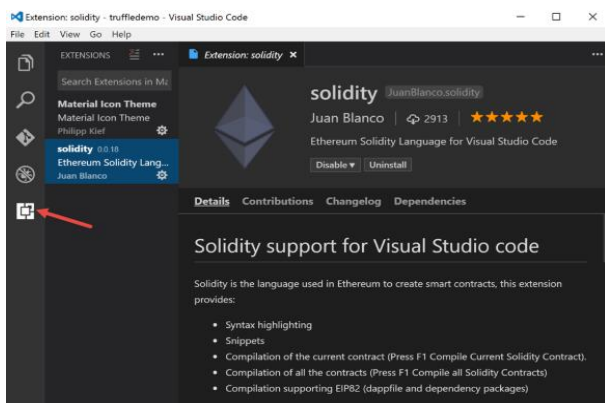 Extension: solidity - truffledemo - Visual Studio Code
File Edit View Go Help
EXTENSIONS
Extension: solidity
Search Extensions in Ma
Material Icon Theme
Material Icon Theme
Philipp Kief
solidity 0.0.18
Ethereum Solidity Lang...
Juan Blanco
solidity JuanBlanco.solidity
Juan Blanco | 2913 |
Ethereum Solidity Language for Visual Studio Code
Disable Uninstall
Details Contributions Changelog Dependencies
Solidity support for Visual Studio code
Solidity is the language used in Ethereum to create smart contracts, this extension
provides:
• Syntax highlighting
• Snippets
• Compilation of the current contract (Press F1 Compile Current Solidity Contract).
• Compilation of all the contracts (Press F1 Compile all Solidity Contracts)
• Compilation supporting EIP82 (dappfile and dependency packages)